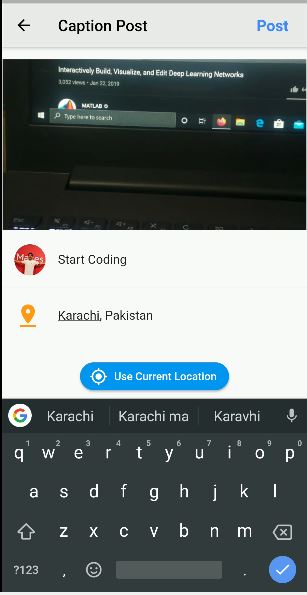 Caption Post
Post
Interactively Build, Visualize, and Edit Deep Learning Networks
3,052 views • Jan 22, 2019
MATLAB
Type here to search
Start Coding
Karachi, Pakistan
Use Current Location
G Karachi Karachi ma Karavhi
1 2 3 4 5 6 7 8 9 0
q w e r t y u i o p
a s d f g h j k l
z x c v b n m
?123 , .